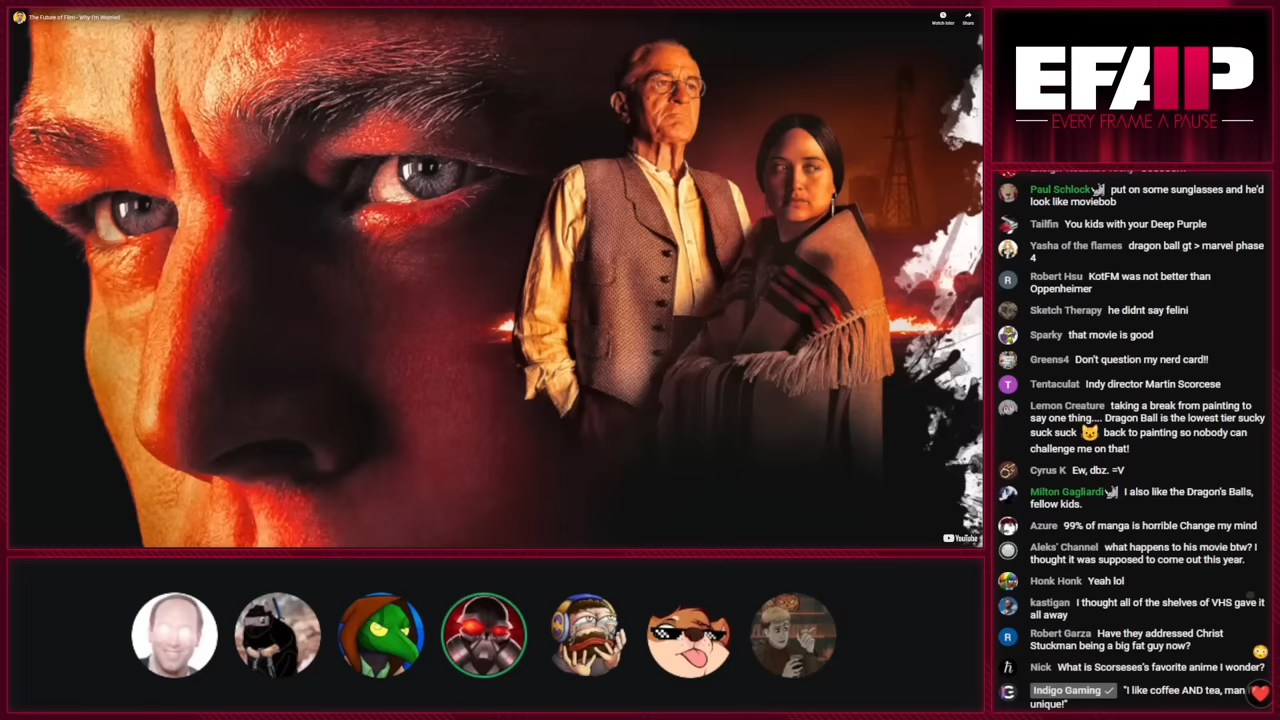 The Future of Film - Why I'm Worried
Watch later
Share
YouTube
EFAP
EVERY FRAME A PAUSE
Paul Schlock put on some sunglasses and he'd
look like moviebob
Tailfin You kids with your Deep Purple
Yasha of the flames dragon ball gt > marvel phase
4
Robert Hsu KotFM was not better than
Oppenheimer
Sketch Therapy he didnt say felini
Sparky that movie is good
Greens4 Don't question my nerd card!!
Tentaculat Indy director Martin Scorcese
Lemon Creature taking a break from painting to
say one thing.... Dragon Ball is the lowest tier sucky
suck suck back to painting so nobody can
challenge me on that!
Cyrus K Ew, dbz. =V
Milton Gagliardi I also like the Dragon's Balls,
fellow kids.
Azure 99% of manga is horrible Change my mind
Aleks' Channel what happens to his movie btw? I
thought it was supposed to come out this year.
Honk Honk Yeah lol
kastigan I thought all of the shelves of VHS gave it
all away
Robert Garza Have they addressed Christ
Stuckman being a big fat guy now?
Nick What is Scorseses's favorite anime I wonder?
Indigo Gaming "I like coffee AND tea, man
unique!"